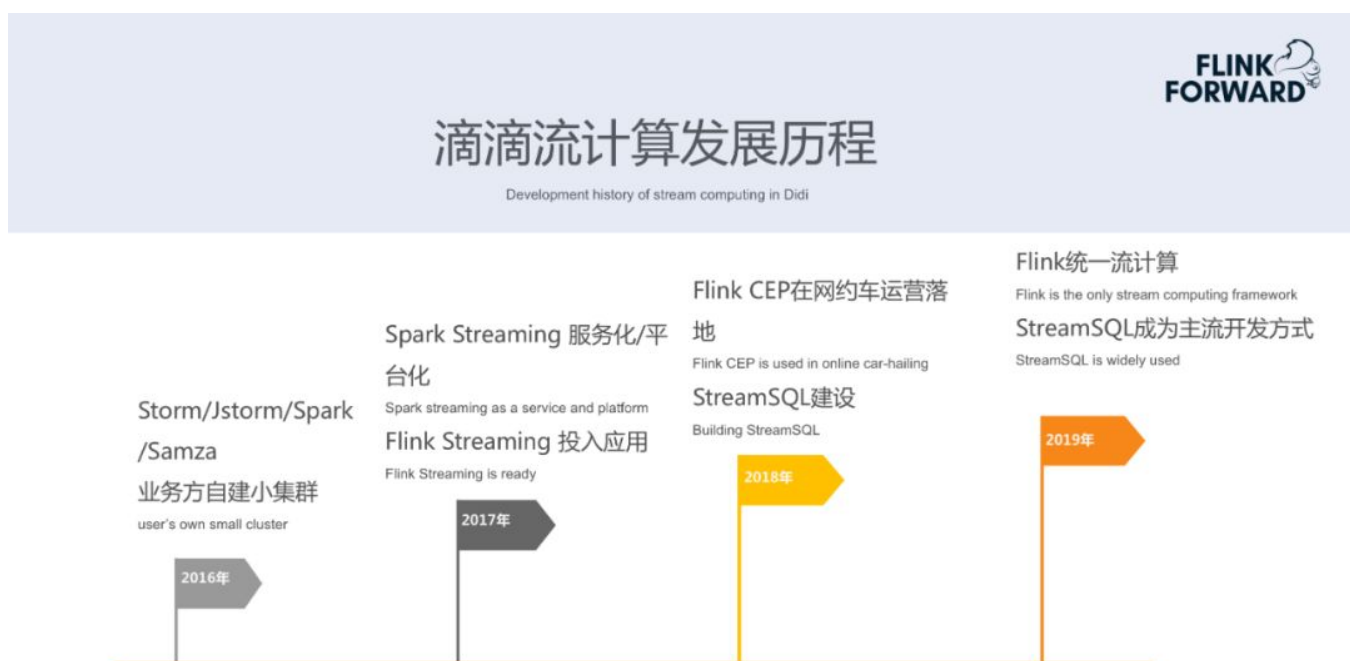 FLINK
FORWARD
滴滴流计算发展历程
Development history of stream computing in Didi
Storm/Jstorm/Spark
/Samza
业务方自建小集群
user's own small cluster
2016年
Spark Streaming 服务化/平
台化
Spark streaming as a service and platform
Flink Streaming 投入应用
Flink Streaming is ready
2017年
Flink CEP在网约车运营落
地
Flink CEP is used in online car-hailing
StreamSQL建设
Building StreamSQL
2018年
Flink统一流计算
Flink is the only stream computing framework
StreamSQL成为主流开发方式
StreamSQL is widely used
2019年